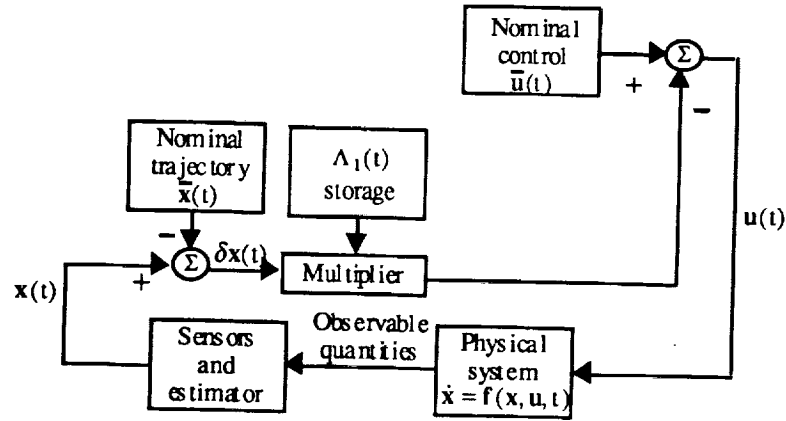 Nominal
control
ū(t)
Σ
+
−
Nominal
trajectory
x̄(t)
Λ₁(t)
storage
u(t)
−
δx(t)
Σ
+
Multiplier
x(t)
Observable
quantities
Sensors
and
estimator
Physical
system
ẋ = f(x, u, t)